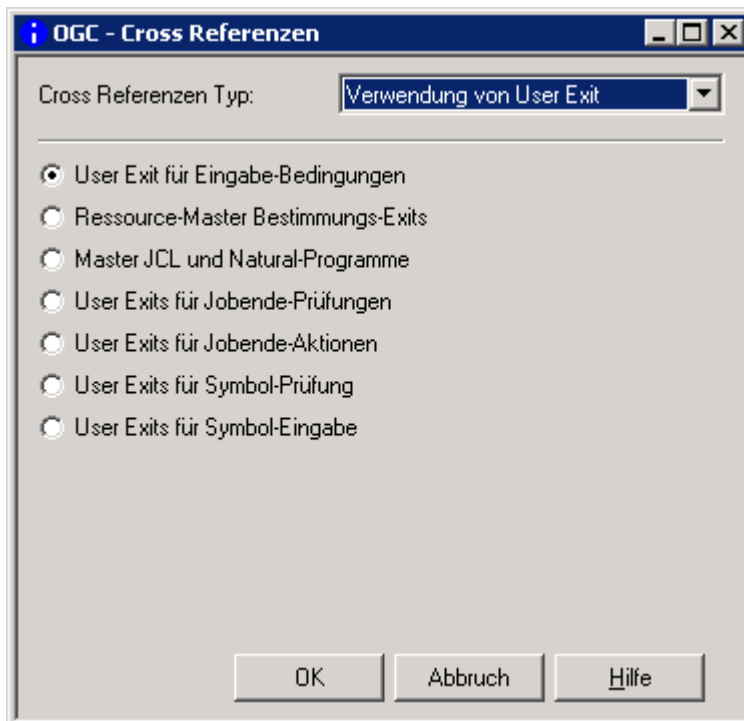 OGC - Cross Referenzen
Cross Referenzen Typ: Verwendung von User Exit
User Exit für Eingabe-Bedingungen
Ressource-Master Bestimmungs-Exits
Master JCL und Natural-Programme
User Exits für Jobende-Prüfungen
User Exits für Jobende-Aktionen
User Exits für Symbol-Prüfung
User Exits für Symbol-Eingabe
OK Abbruch Hilfe